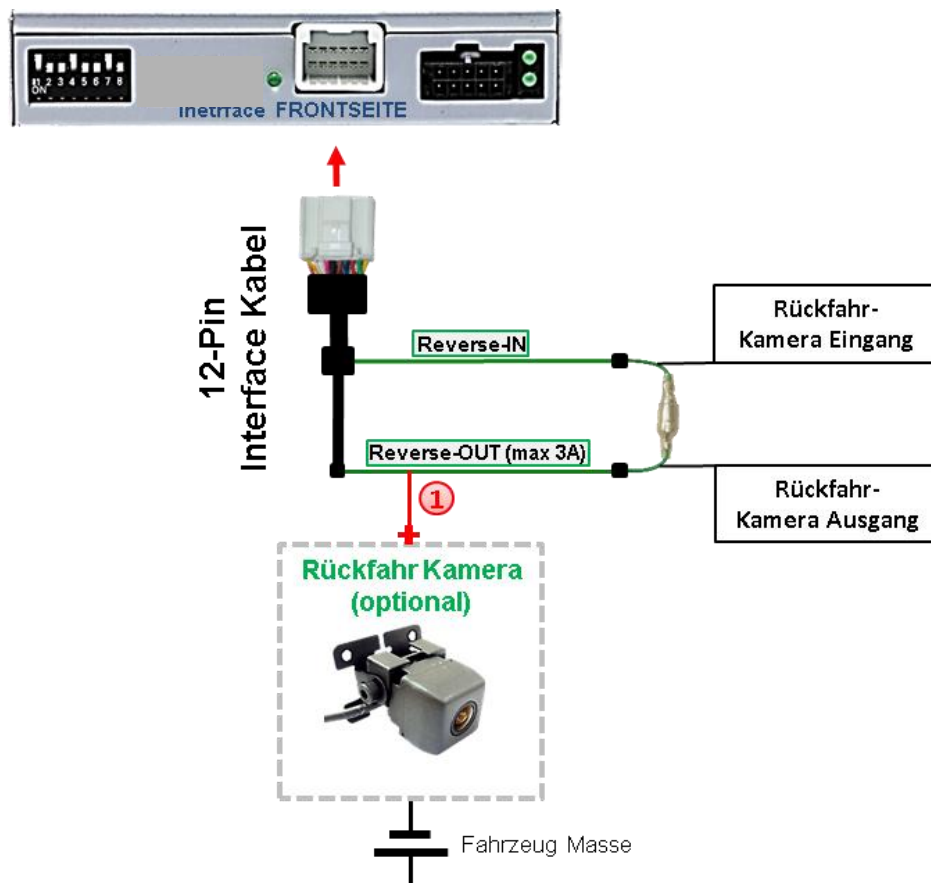 1 2 3 4 5 6 7 8
ON
Inetrface FRONTSEITE
12-Pin
Interface Kabel
Reverse-IN
Rückfahr-
Kamera Eingang
Reverse-OUT (max 3A)
Rückfahr-
Kamera Ausgang
1
Rückfahr Kamera
(optional)
Fahrzeug Masse